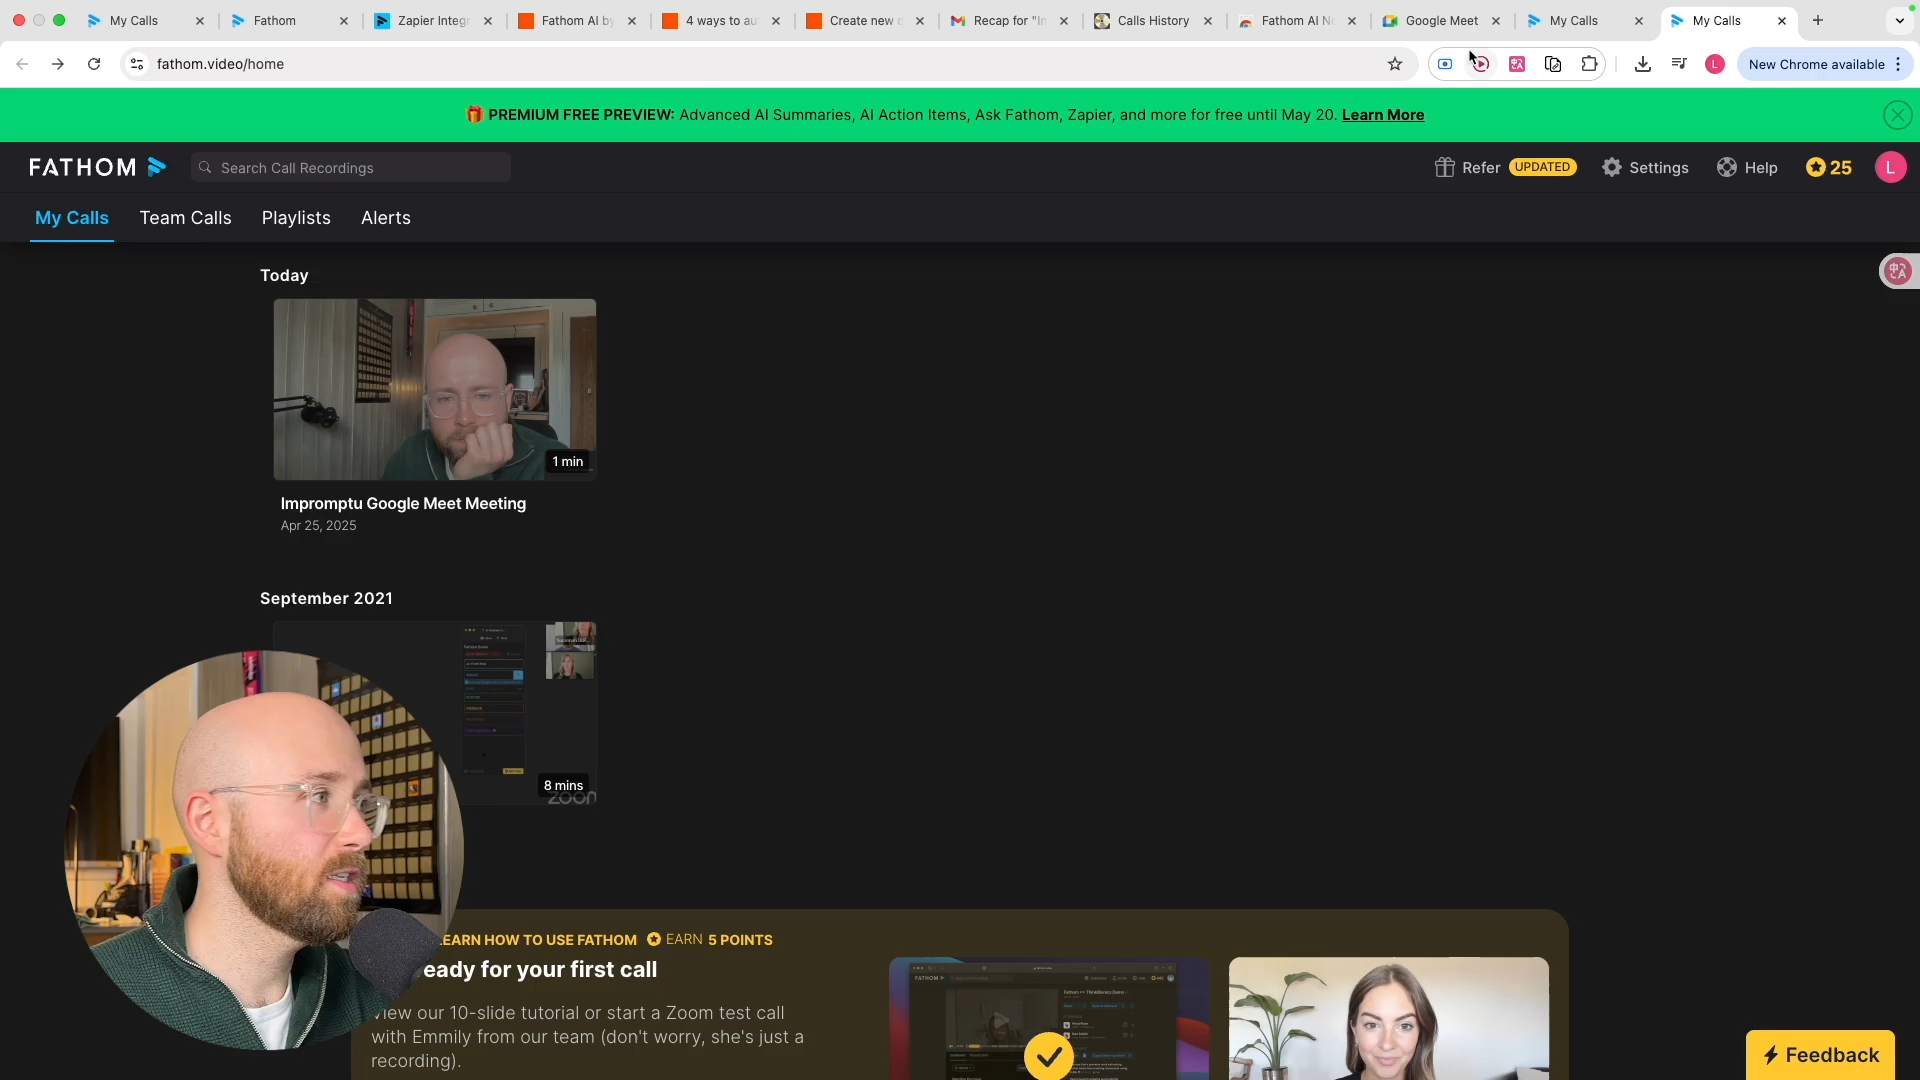 My Calls
Fathom
Zapier Integ
Fathom AI by
4 ways to au
Create new
Recap for "In
Calls History
Fathom AI N
Google Meet
My Calls
My Calls
fathom.video/home
New Chrome available
PREMIUM FREE PREVIEW: Advanced AI Summaries, AI Action Items, Ask Fathom, Zapier, and more for free until May 20. Learn More
FATHOM
Search Call Recordings
Refer UPDATED
Settings
Help
25
L
My Calls
Team Calls
Playlists
Alerts
Today
1 min
Impromptu Google Meet Meeting
Apr 25, 2025
September 2021
8 mins
zoom
EARN HOW TO USE FATHOM EARN 5 POINTS
eady for your first call
View our 10-slide tutorial or start a Zoom test call
with Emmily from our team (don't worry, she's just a
recording).
Feedback